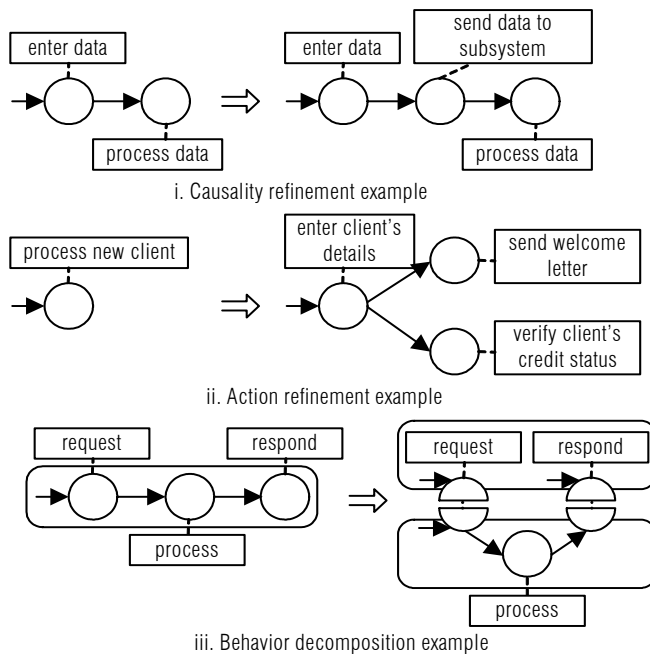 send data to
subsystem
enter data
enter data
process data
process data
i. Causality refinement example
process new client
enter client's
details
send welcome
letter
verify client's
credit status
ii. Action refinement example
request
respond
request
respond
process
process
iii. Behavior decomposition example